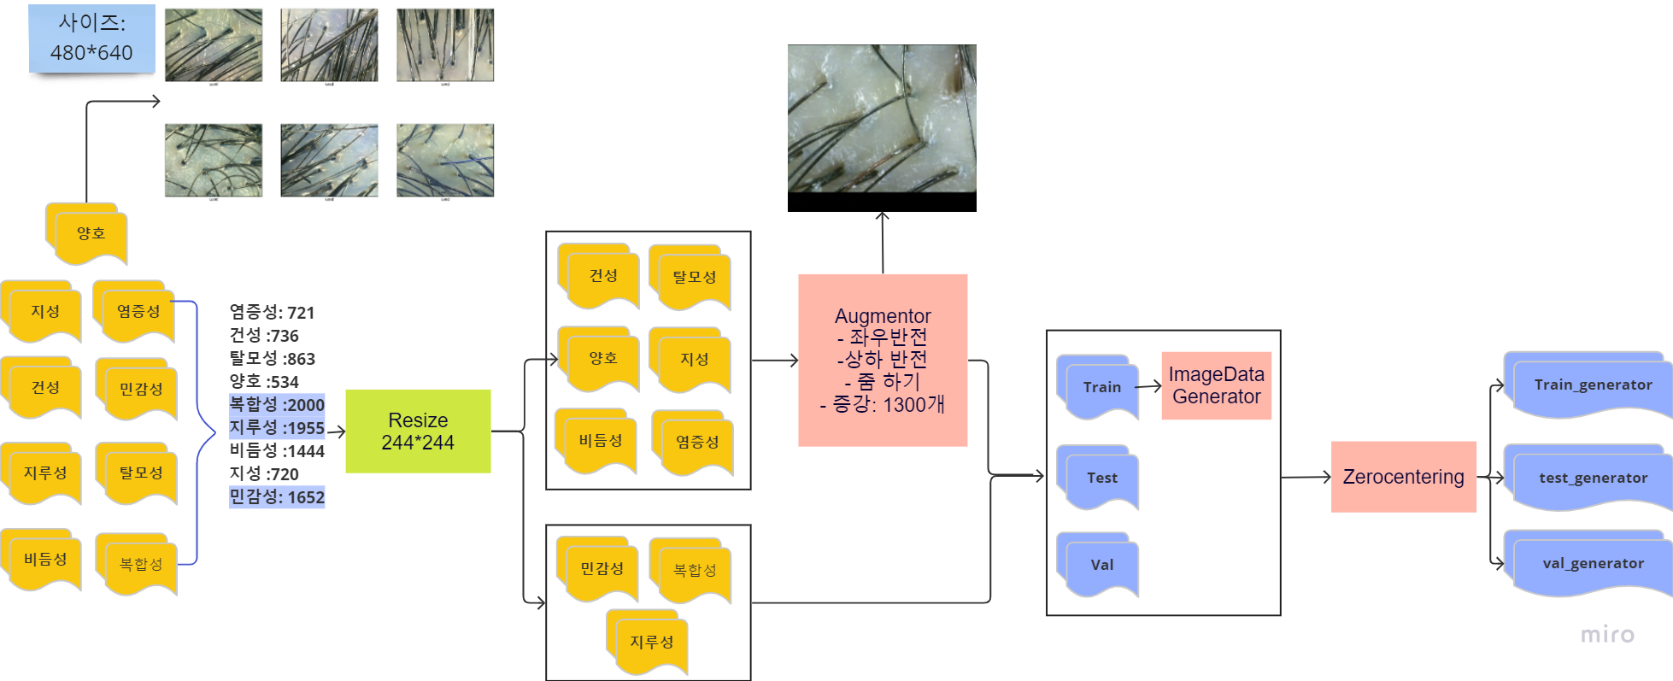 사이즈:
480*640
양호
지성
염증성
건성
민감성
지루성
탈모성
비듬성
복합성
염증성: 721
건성 :736
탈모성 :863
양호 :534
복합성 :2000
지루성 :1955
비듬성 :1444
지성 :720
민감성: 1652
Resize
244*244
건성
탈모성
양호
지성
비듬성
염증성
민감성
복합성
지루성
Augmentor
- 좌우반전
-상하 반전
- 줌 하기
- 증강: 1300개
Train
ImageData
Generator
Test
Val
Zerocentering
Train_generator
test_generator
val_generator
miro